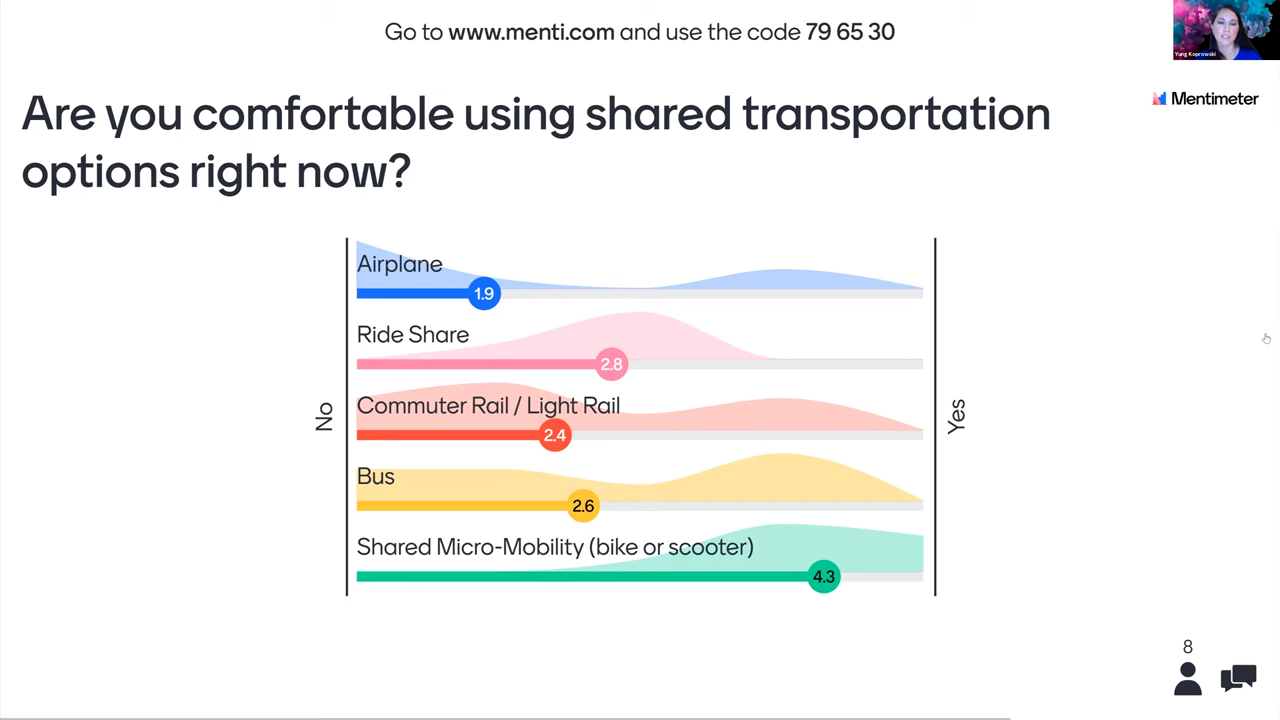 Go to www.menti.com and use the code 79 65 30
Yung Koprowski
Mentimeter
Are you comfortable using shared transportation
options right now?
No
Airplane
1.9
Ride Share
2.8
Commuter Rail / Light Rail
2.4
Bus
2.6
Shared Micro-Mobility (bike or scooter)
4.3
Yes
8